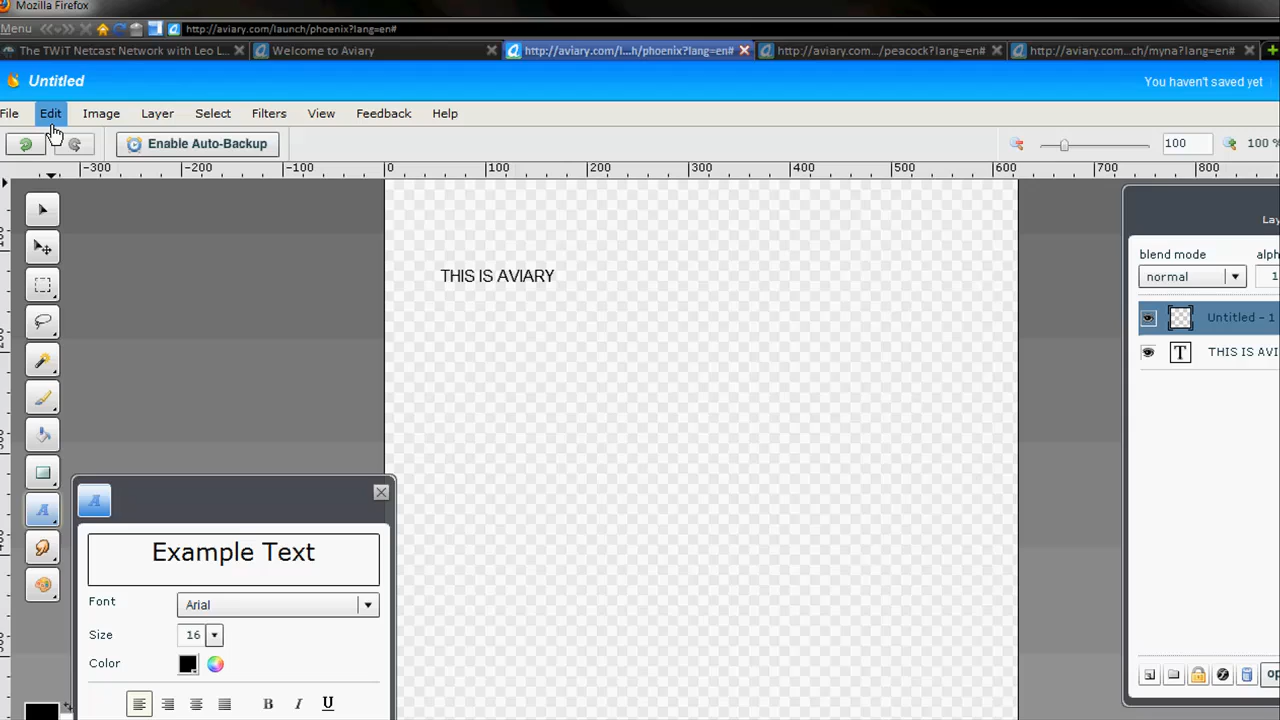 Mozilla Firefox
Menu http://aviary.com/launch/phoenix?lang=en#
The TWiT Netcast Network with Leo L... Welcome to Aviary http://aviary.com/l...h/phoenix?lang=en# http://aviary.com.../peacock?lang=en# http://aviary.com...ch/myna?lang=en#
Untitled You haven't saved yet
File Edit Image Layer Select Filters View Feedback Help
Enable Auto-Backup 100 100 %
-300 -200 -100 0 100 200 300 400 500 600 700 800
THIS IS AVIARY
blend mode alph
normal 1
Untitled - 1
T THIS IS AVI
A
Example Text
Font Arial
Size 16
Color
B I U
op